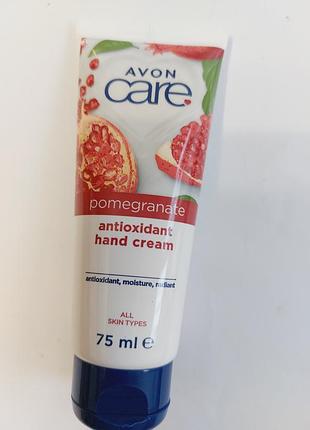 AVON
care
pomegranate
antioxidant
hand cream
antioxidant, moisture, radiant
ALL
SKIN TYPES
75 ml ℮